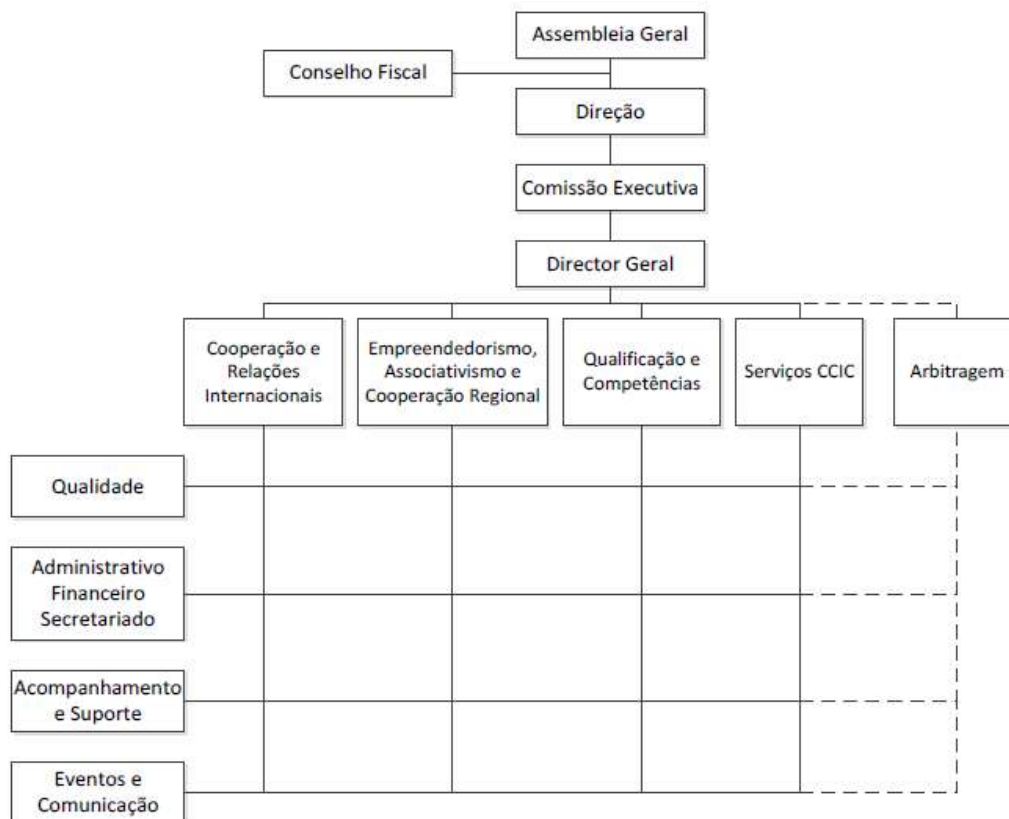 Assembleia Geral
Conselho Fiscal
Direção
Comissão Executiva
Director Geral
Cooperação e
Relações
Internacionais
Empreendedorismo,
Associativismo e
Cooperação Regional
Qualificação e
Competências
Serviços CCIC
Arbitragem
Qualidade
Administrativo
Financeiro
Secretariado
Acompanhamento
e Suporte
Eventos e
Comunicação